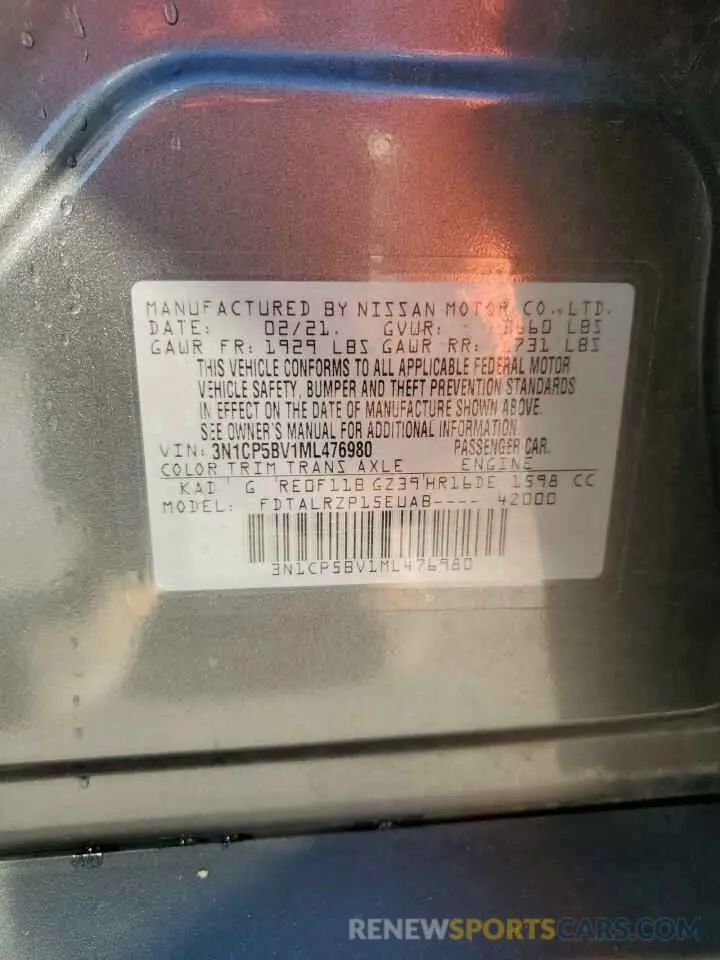 MANUFACTURED BY NISSAN MOTOR CO., LTD.
DATE: 02/21. GVWR: LBS
GAWR FR: 1929 LBS GAWR RR: LBS
THIS VEHICLE CONFORMS TO ALL APPLICABLE FEDERAL MOTOR
VEHICLE SAFETY, BUMPER AND THEFT PREVENTION STANDARDS
IN EFFECT ON THE DATE OF MANUFACTURE SHOWN ABOVE.
SEE OWNER'S MANUAL FOR ADDITIONAL INFORMATION.
VIN: 3N1CP5BV1ML476980 PASSENGER CAR.
COLOR TRIM TRANS AXLE ENGINE
KAD G RE0F11B GZ39 HR16DE 1598 CC
MODEL: FDTALRZP15EUAB---- 42000
3N1CP5BV1ML476980
RENEWSPORTSCARS.COM